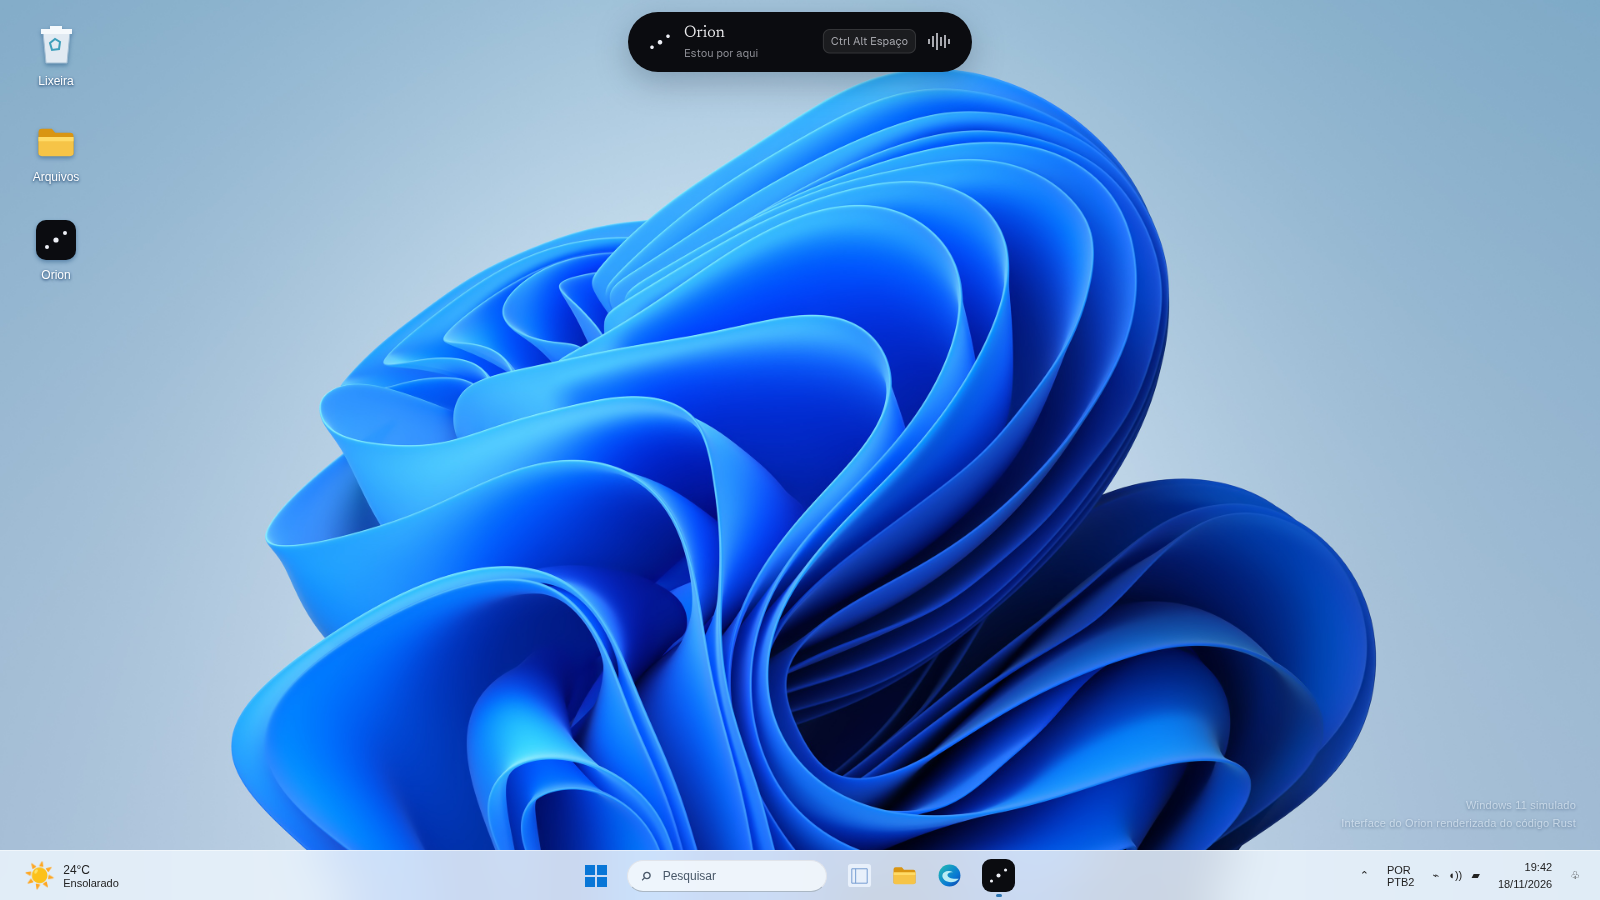 Orion
Estou por aqui
Ctrl Alt Espaço
Lixeira
Arquivos
Orion
Windows 11 simulado
Interface do Orion renderizada do código Rust
24°C
Ensolarado
Pesquisar
POR
PTB2
19:42
18/11/2026